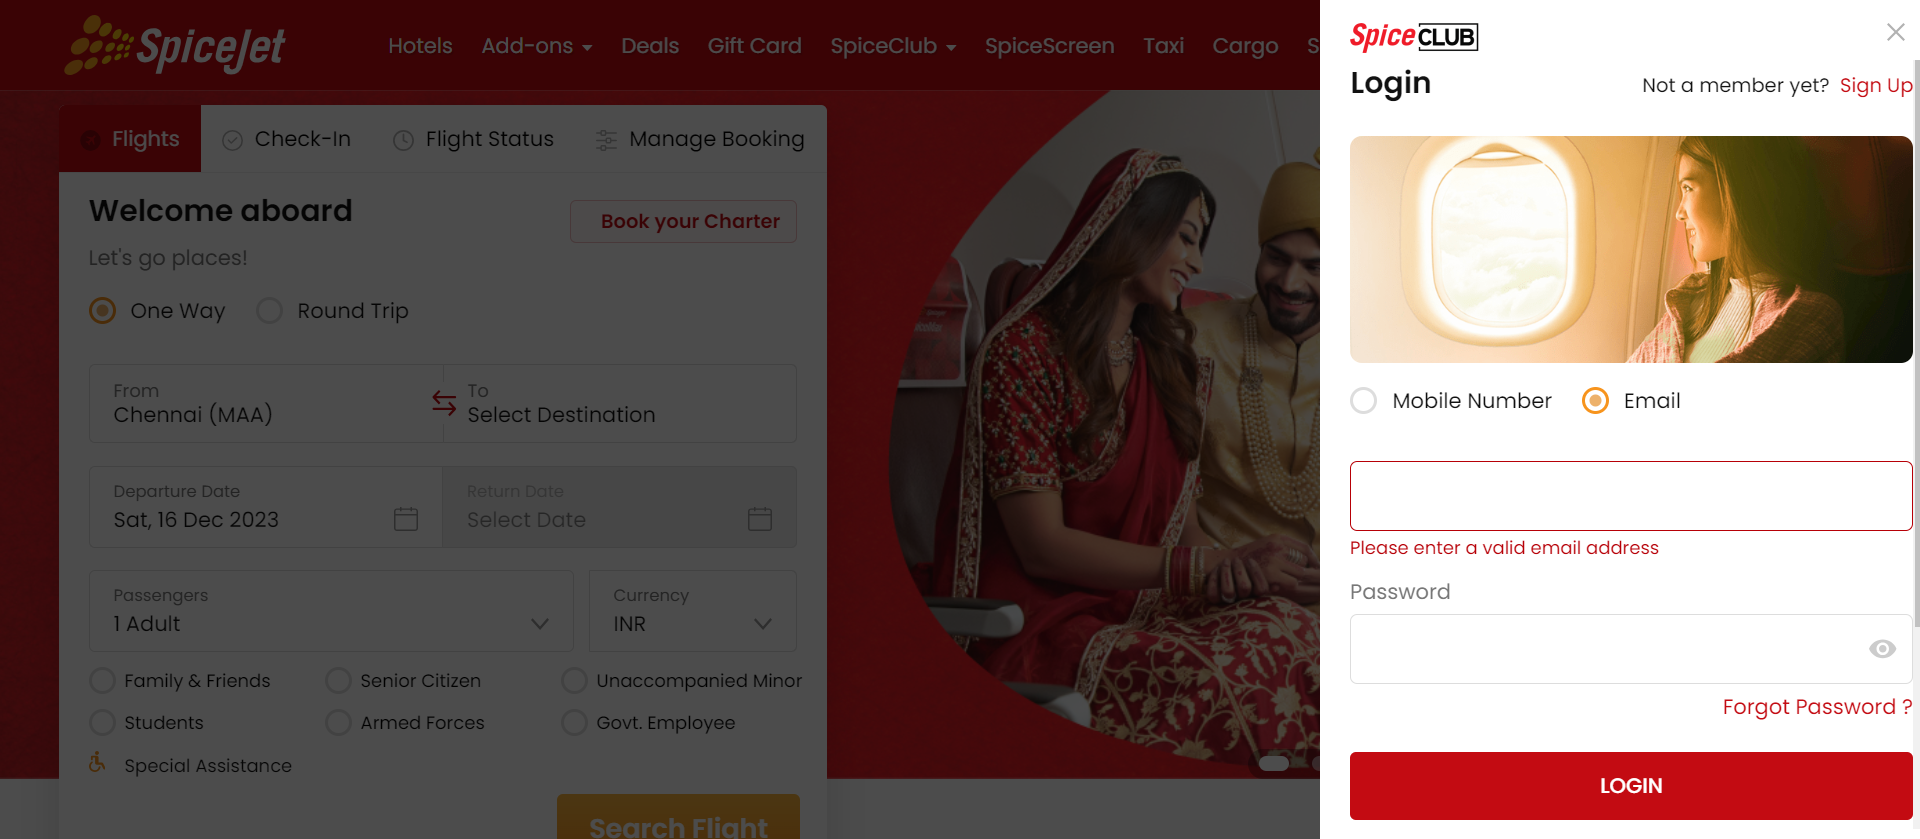 SpiceJet
Hotels
Add-ons
Deals
Gift Card
SpiceClub
SpiceScreen
Taxi
Cargo
S
Flights
Check-In
Flight Status
Manage Booking
Welcome aboard
Book your Charter
Let's go places!
One Way
Round Trip
From
Chennai (MAA)
To
Select Destination
Departure Date
Sat, 16 Dec 2023
Return Date
Select Date
Passengers
1 Adult
Currency
INR
Family & Friends
Senior Citizen
Unaccompanied Minor
Students
Armed Forces
Govt. Employee
Special Assistance
Search Flight
Spice CLUB
Login
Not a member yet? Sign Up
Mobile Number
Email
Please enter a valid email address
Password
Forgot Password ?
LOGIN